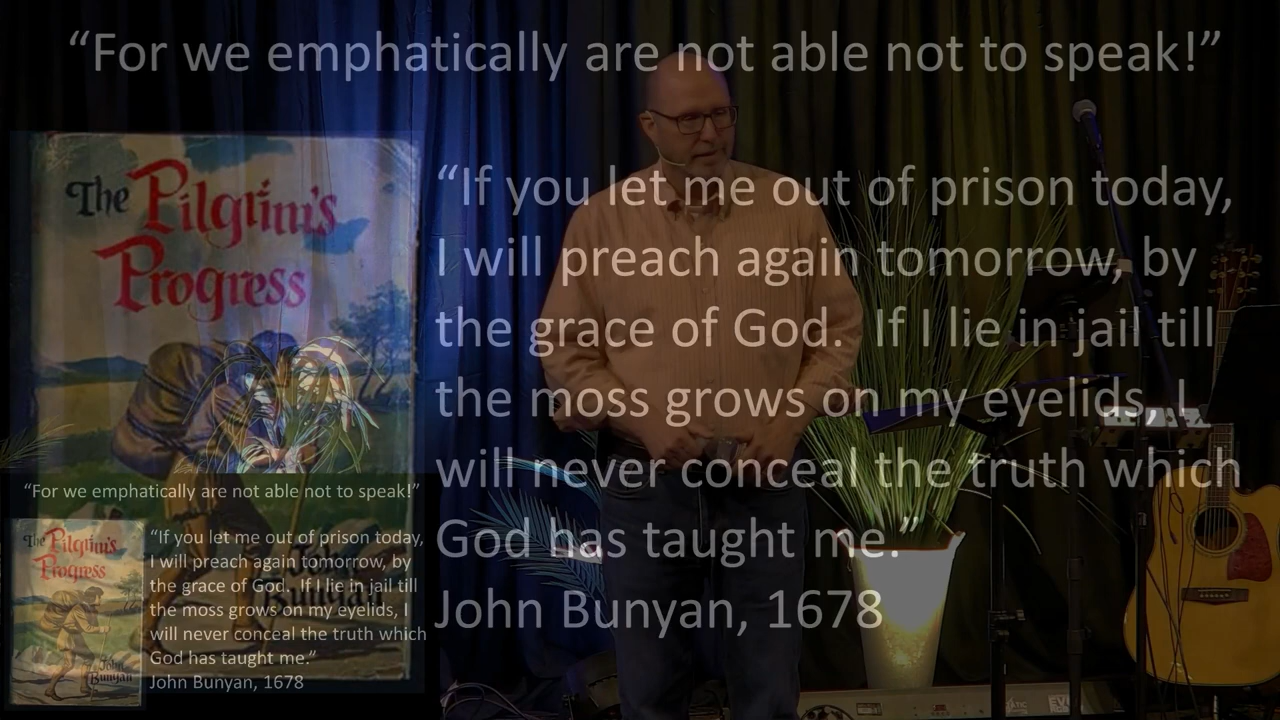 “For we emphatically are not able not to speak!”
The Pilgrim's
Progress
“If you let me out of prison today,
I will preach again tomorrow, by
the grace of God.  If I lie in jail till
the moss grows on my eyelids, I
will never conceal the truth which
God has taught me.”
John Bunyan, 1678
John
Bunyan
“For we emphatically are not able not to speak!”
The Pilgrim's
Progress
John
Bunyan
“If you let me out of prison today,
I will preach again tomorrow, by
the grace of God.  If I lie in jail till
the moss grows on my eyelids, I
will never conceal the truth which
God has taught me.”
John Bunyan, 1678